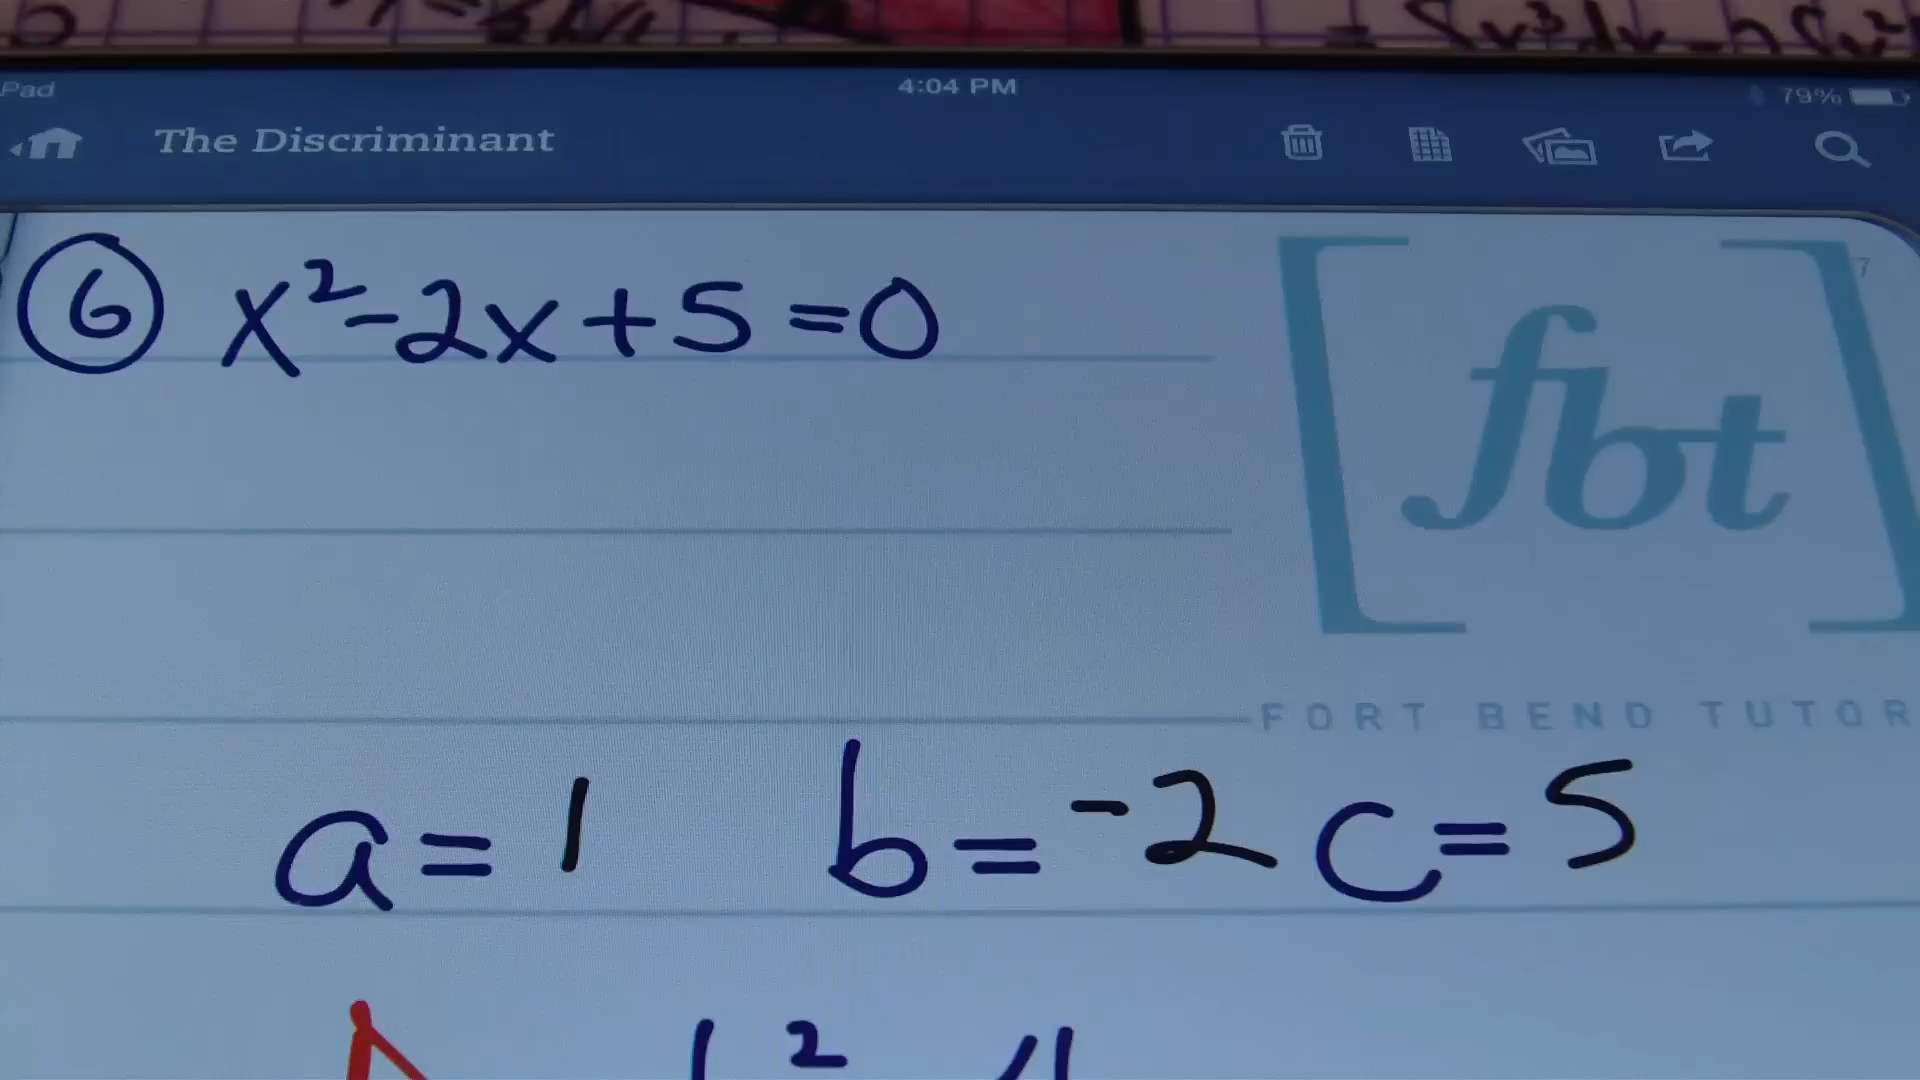 Pad 4:04 PM 79%
The Discriminant
6 x²-2x+5=0
7
fbt
FORT BEND TUTOR
a=1 b=-2 c=5